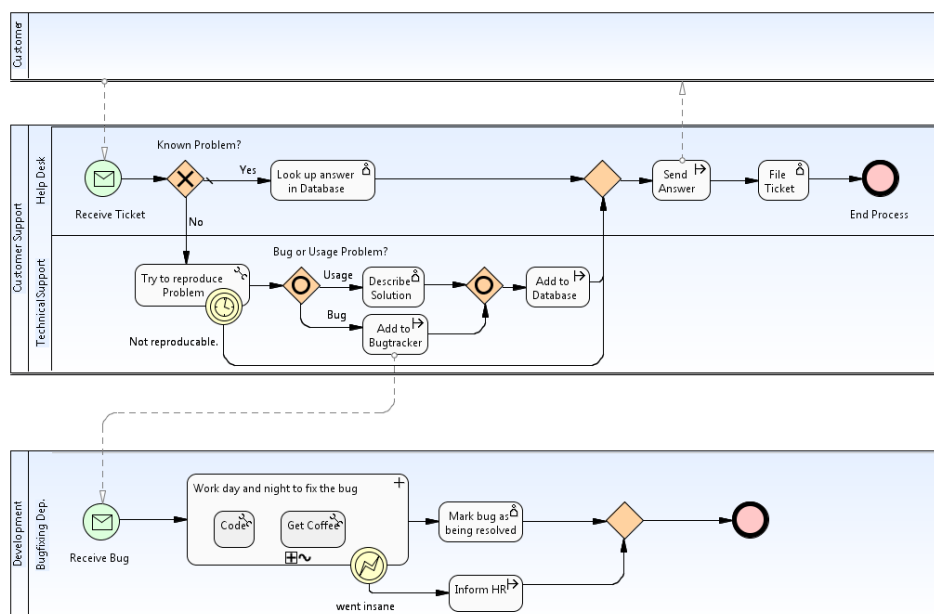 Customer
Customer Support
Help Desk
TechnicalSupport
Known Problem?
Yes
Look up answer
in Database
Send
Answer
File
Ticket
Receive Ticket
End Process
No
Bug or Usage Problem?
Try to reproduce
Problem
Usage
Describe
Solution
Add to
Database
Bug
Add to
Bugtracker
Not reproducable.
Development
Bugfixing Dep.
Work day and night to fix the bug
Code
Get Coffee
Mark bug as
being resolved
Receive Bug
Inform HR
went insane